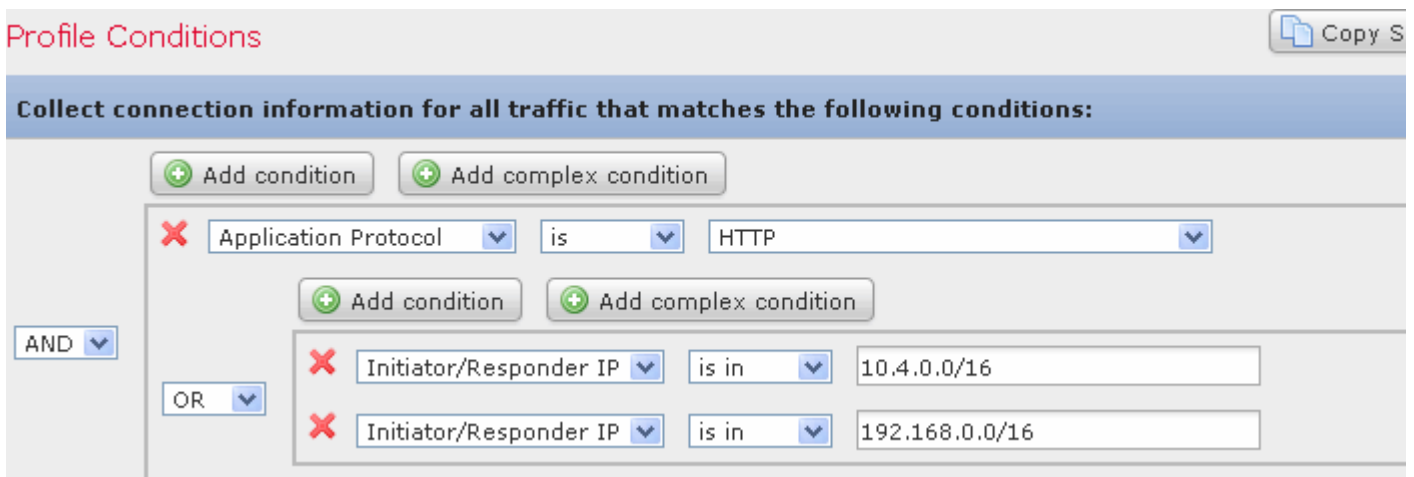 Profile Conditions
Copy S
Collect connection information for all traffic that matches the following conditions:
Add condition Add complex condition
Application Protocol is HTTP
Add condition Add complex condition
AND
Initiator/Responder IP is in 10.4.0.0/16
OR
Initiator/Responder IP is in 192.168.0.0/16